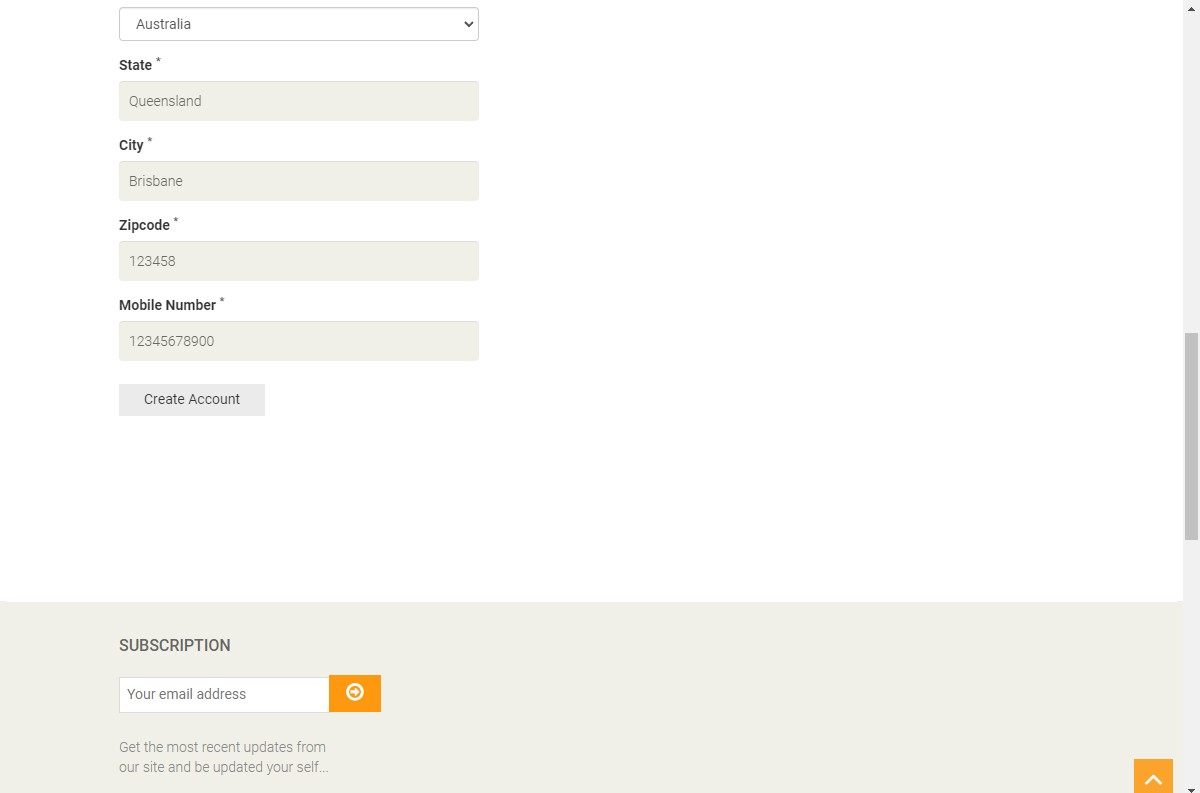 Australia
State *
Queensland
City *
Brisbane
Zipcode *
123458
Mobile Number *
12345678900
Create Account
SUBSCRIPTION
Your email address
Get the most recent updates from
our site and be updated your self...